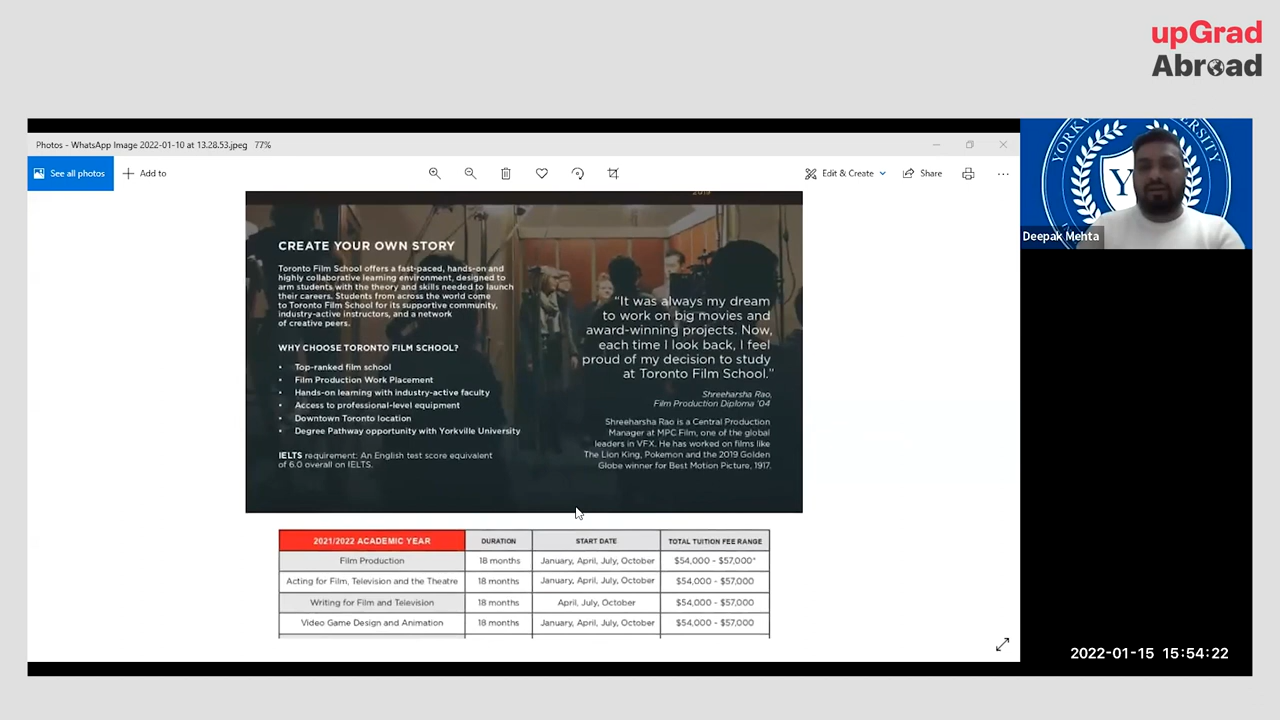 upGrad
Abroad
Photos - WhatsApp Image 2022-01-10 at 13.28.53.jpeg 77%
See all photos
Add to
Edit & Create
Share
2019
CREATE YOUR OWN STORY
Toronto Film School offers a fast-paced, hands-on and
highly collaborative learning environment, designed to
arm students with the theory and skills needed to launch
their careers. Students from across the world come
to Toronto Film School for its supportive community,
industry-active instructors, and a network
of creative peers.
WHY CHOOSE TORONTO FILM SCHOOL?
• Top-ranked film school
• Film Production Work Placement
• Hands-on learning with industry-active faculty
• Access to professional-level equipment
• Downtown Toronto location
• Degree Pathway opportunity with Yorkville University
IELTS requirement: An English test score equivalent
of 6.0 overall on IELTS.
"It was always my dream
to work on big movies and
award-winning projects. Now,
each time I look back, I feel
proud of my decision to study
at Toronto Film School."
Shreeharsha Rao,
Film Production Diploma '04
Shreeharsha Rao is a Central Production
Manager at MPC Film, one of the global
leaders in VFX. He has worked on films like
The Lion King, Pokemon and the 2019 Golden
Globe winner for Best Motion Picture, 1917.
2021/2022 ACADEMIC YEAR DURATION START DATE TOTAL TUITION FEE RANGE
Film Production 18 months January, April, July, October $54,000 - $57,000*
Acting for Film, Television and the Theatre 18 months January, April, July, October $54,000 - $57,000
Writing for Film and Television 18 months April, July, October $54,000 - $57,000
Video Game Design and Animation 18 months January, April, July, October $54,000 - $57,000
Y
Deepak Mehta
2022-01-15 15:54:22